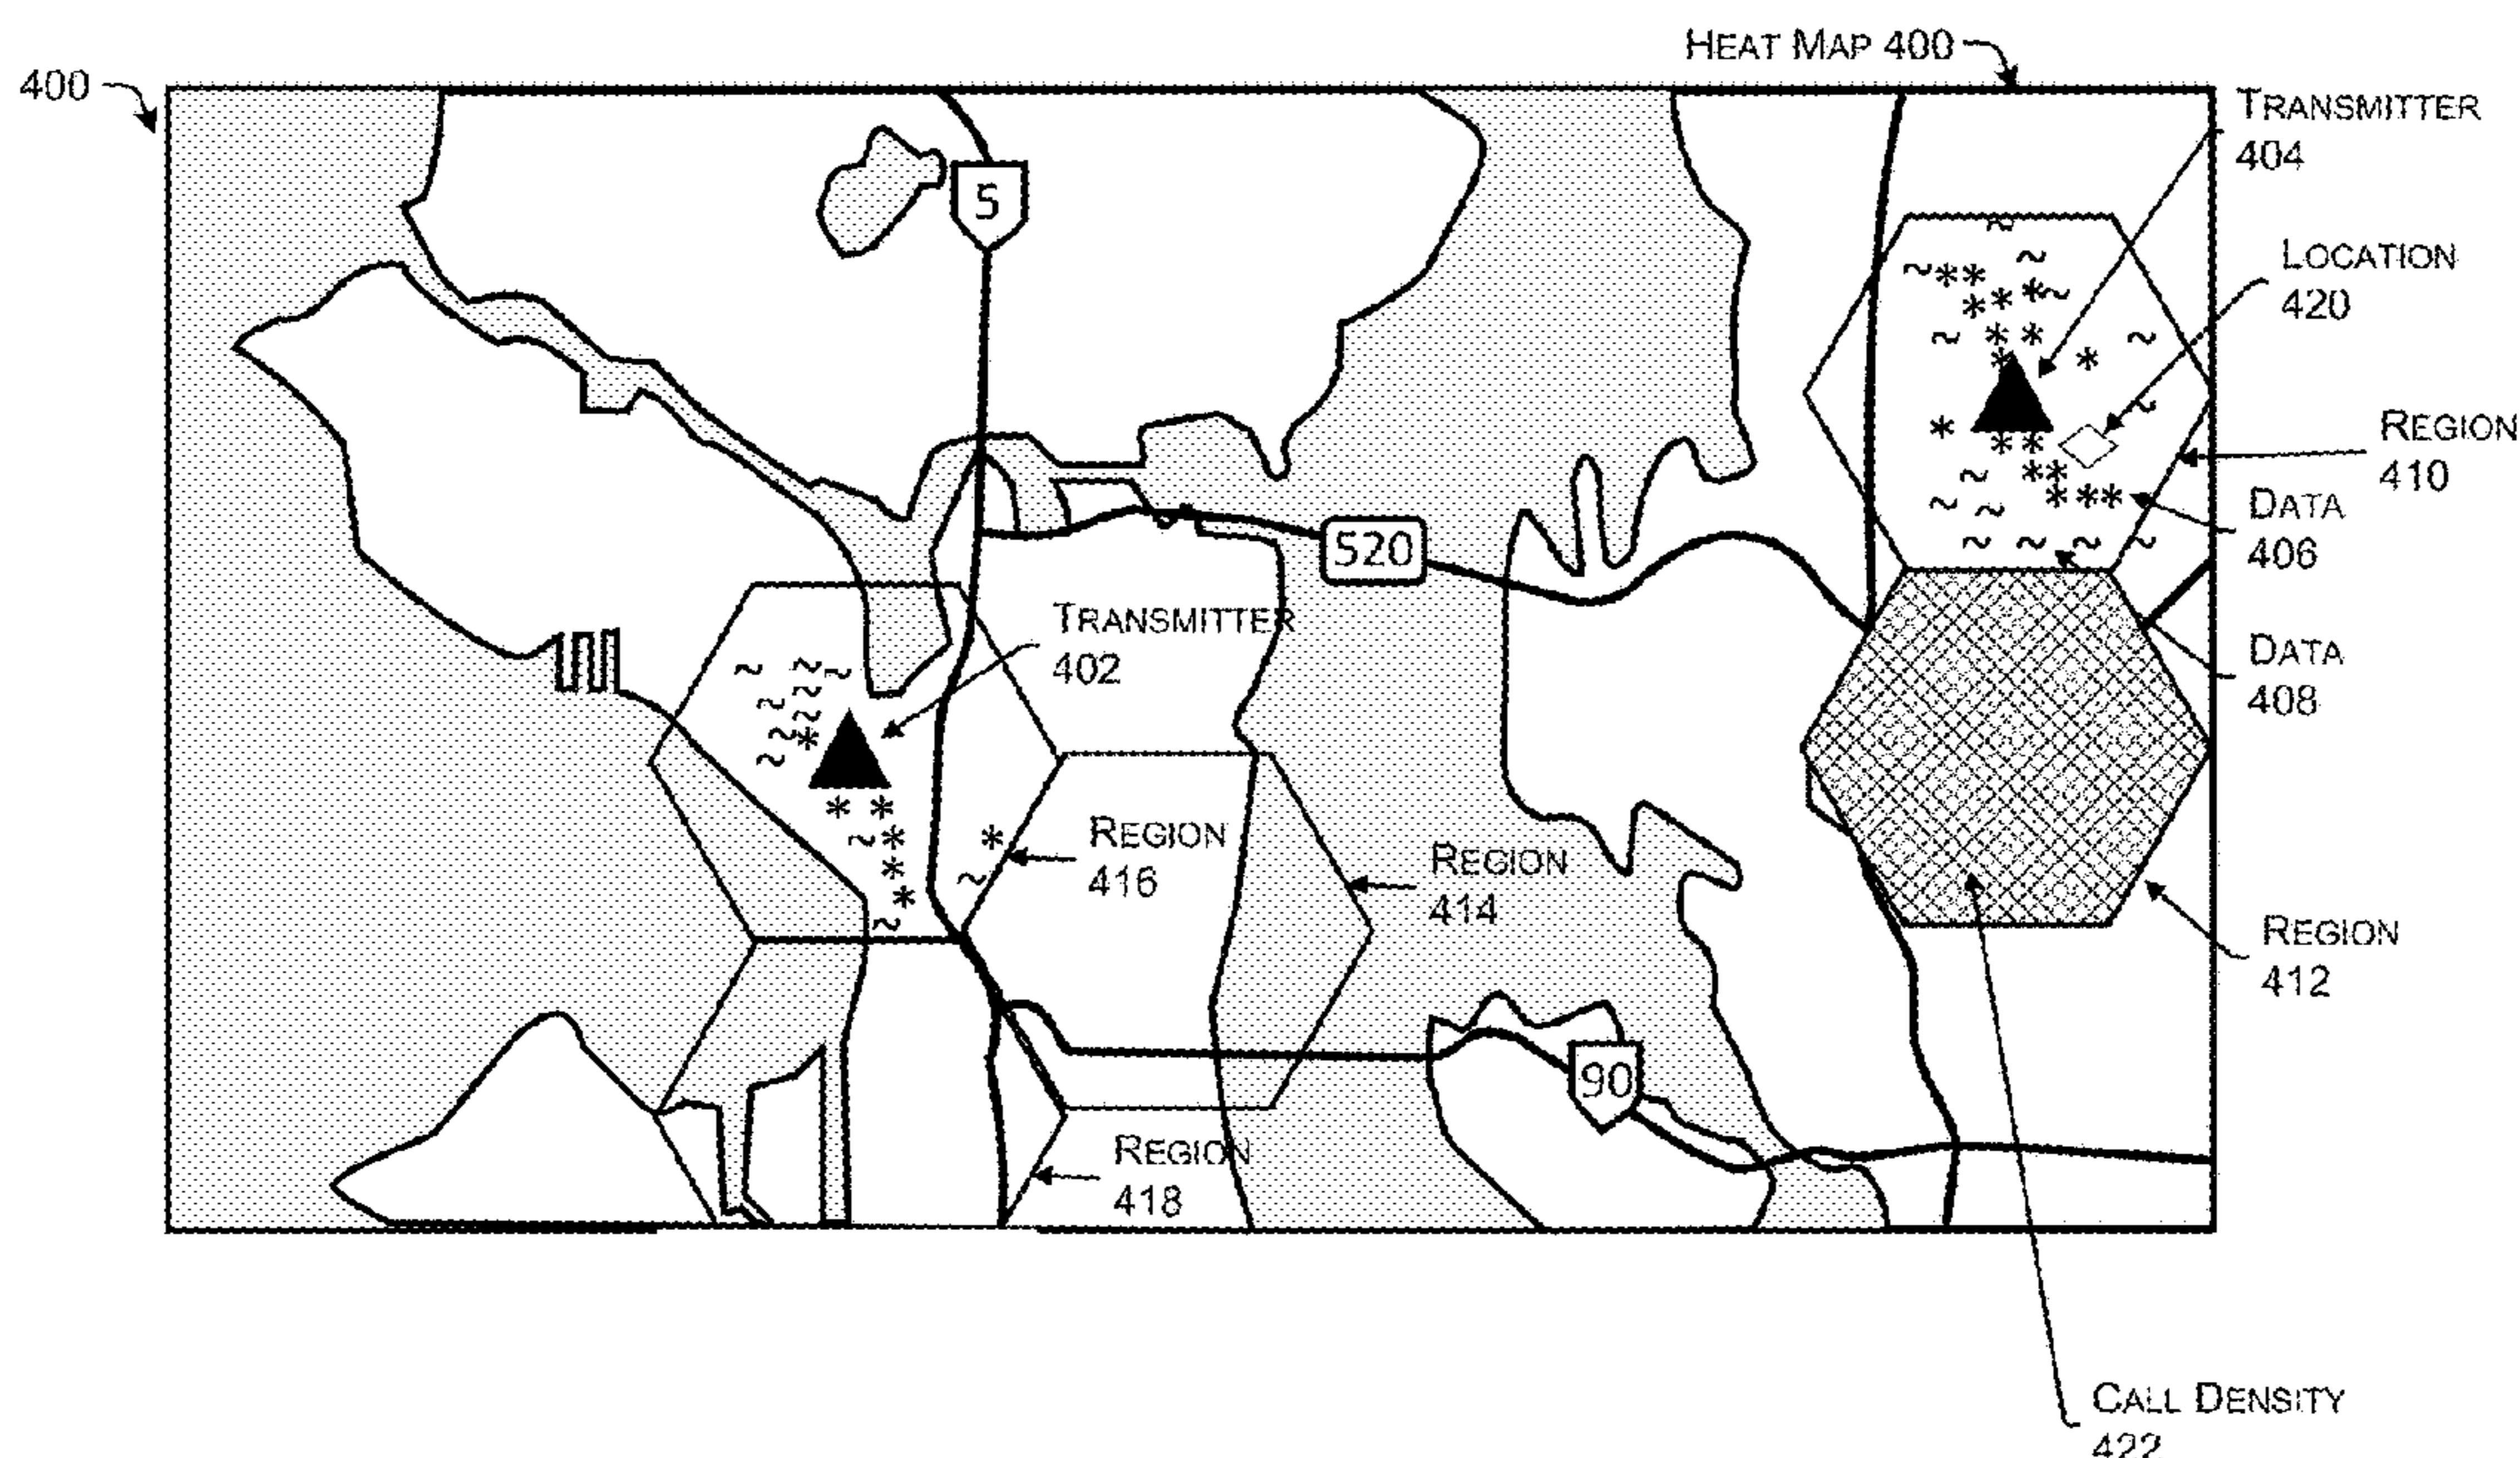 HEAT MAP 400
400
TRANSMITTER
404
5
LOCATION
420
REGION
410
DATA
406
520
TRANSMITTER
402
DATA
408
REGION
416
REGION
414
REGION
412
90
REGION
418
CALL DENSITY
422